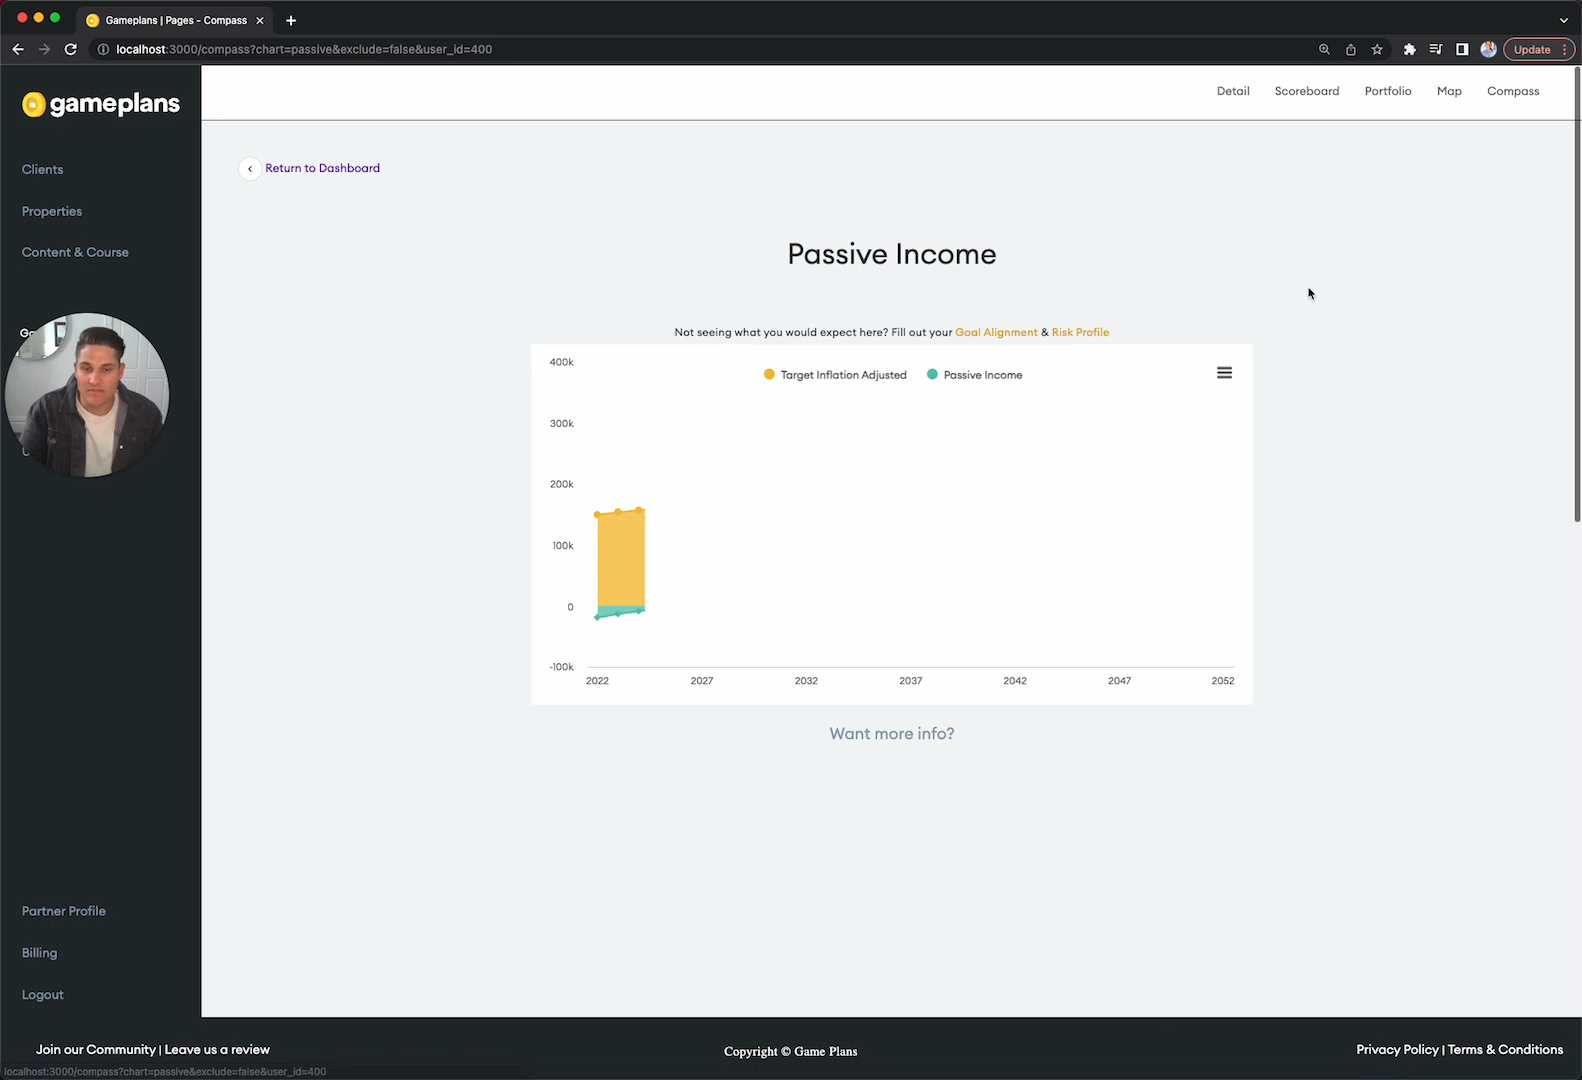 Gameplans | Pages - Compass
localhost:3000/compass?chart=passive&exclude=false&user_id=400
Update
gameplans
Detail Scoreboard Portfolio Map Compass
Clients
Properties
Content & Course
Return to Dashboard
Passive Income
Not seeing what you would expect here? Fill out your Goal Alignment & Risk Profile
Target Inflation Adjusted Passive Income
400k
300k
200k
100k
0
-100k
2022 2027 2032 2037 2042 2047 2052
Want more info?
Partner Profile
Billing
Logout
Join our Community | Leave us a review
Copyright © Game Plans
Privacy Policy | Terms & Conditions
localhost:3000/compass?chart=passive&exclude=false&user_id=400